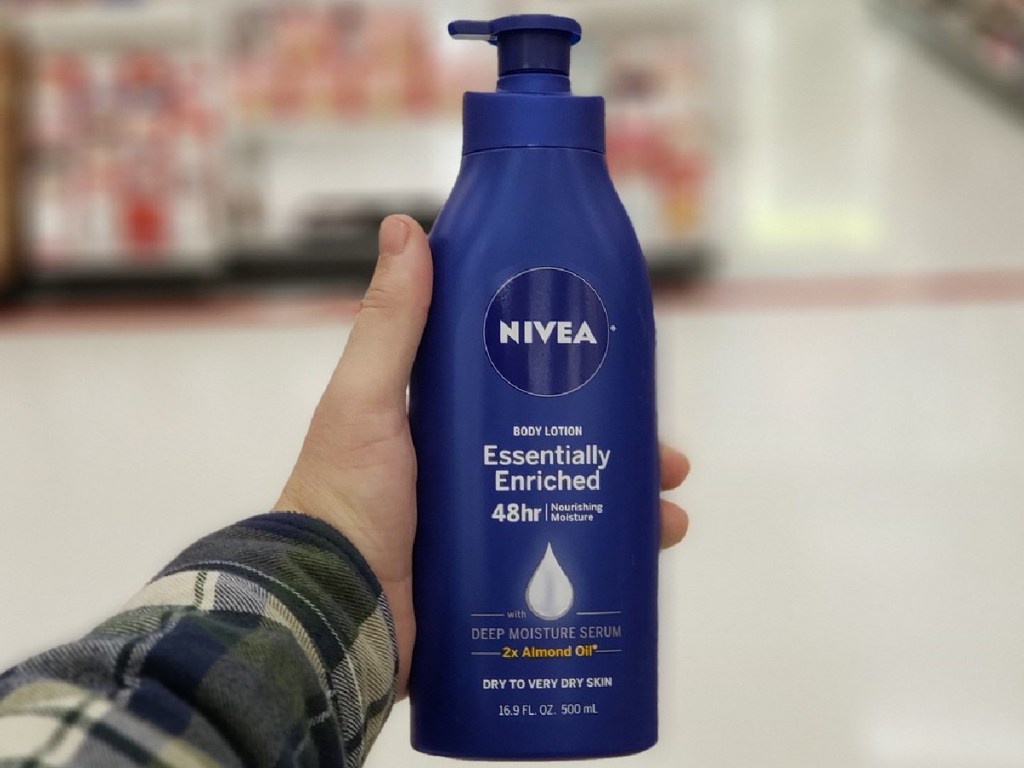 NIVEA
BODY LOTION
Essentially
Enriched
48hr | Nourishing
Moisture
with
DEEP MOISTURE SERUM
2x Almond Oil*
DRY TO VERY DRY SKIN
16.9 FL. OZ. 500 mL